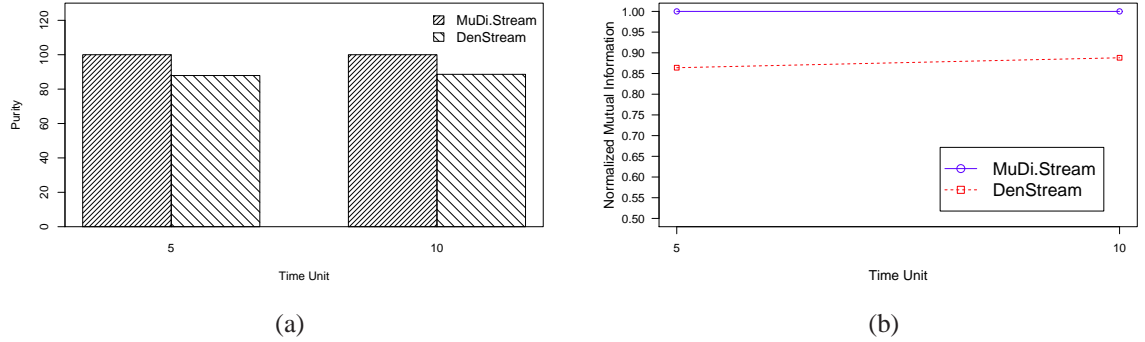 120
100
80
60
40
20
0
Purity
MuDi.Stream
DenStream
5
10
Time Unit
(a)
1.00
0.95
0.90
0.85
0.80
0.75
0.70
0.65
0.60
0.55
0.50
Normalized Mutual Information
MuDi.Stream
DenStream
5
10
Time Unit
(b)